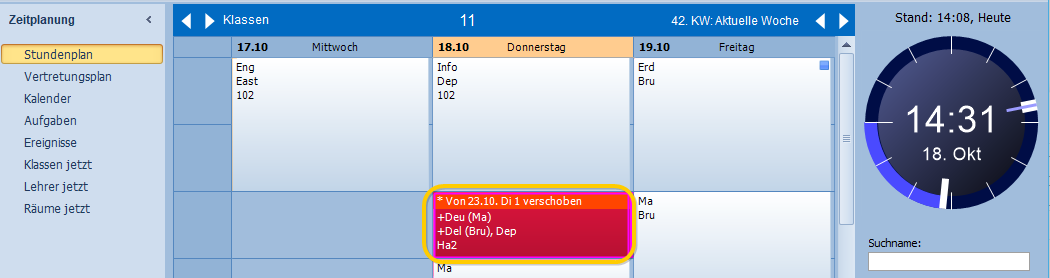 Zeitplanung
Stundenplan
Vertretungsplan
Kalender
Aufgaben
Ereignisse
Klassen jetzt
Lehrer jetzt
Räume jetzt
Klassen
11
42. KW: Aktuelle Woche
17.10 Mittwoch
18.10 Donnerstag
19.10 Freitag
Eng
East
102
Info
Dep
102
Erd
Bru
* Von 23.10. Di 1 verschoben
+Deu (Ma)
+Del (Bru), Dep
Ha2
Ma
Ma
Bru
Stand: 14:08, Heute
14:31
18. Okt
Suchname: